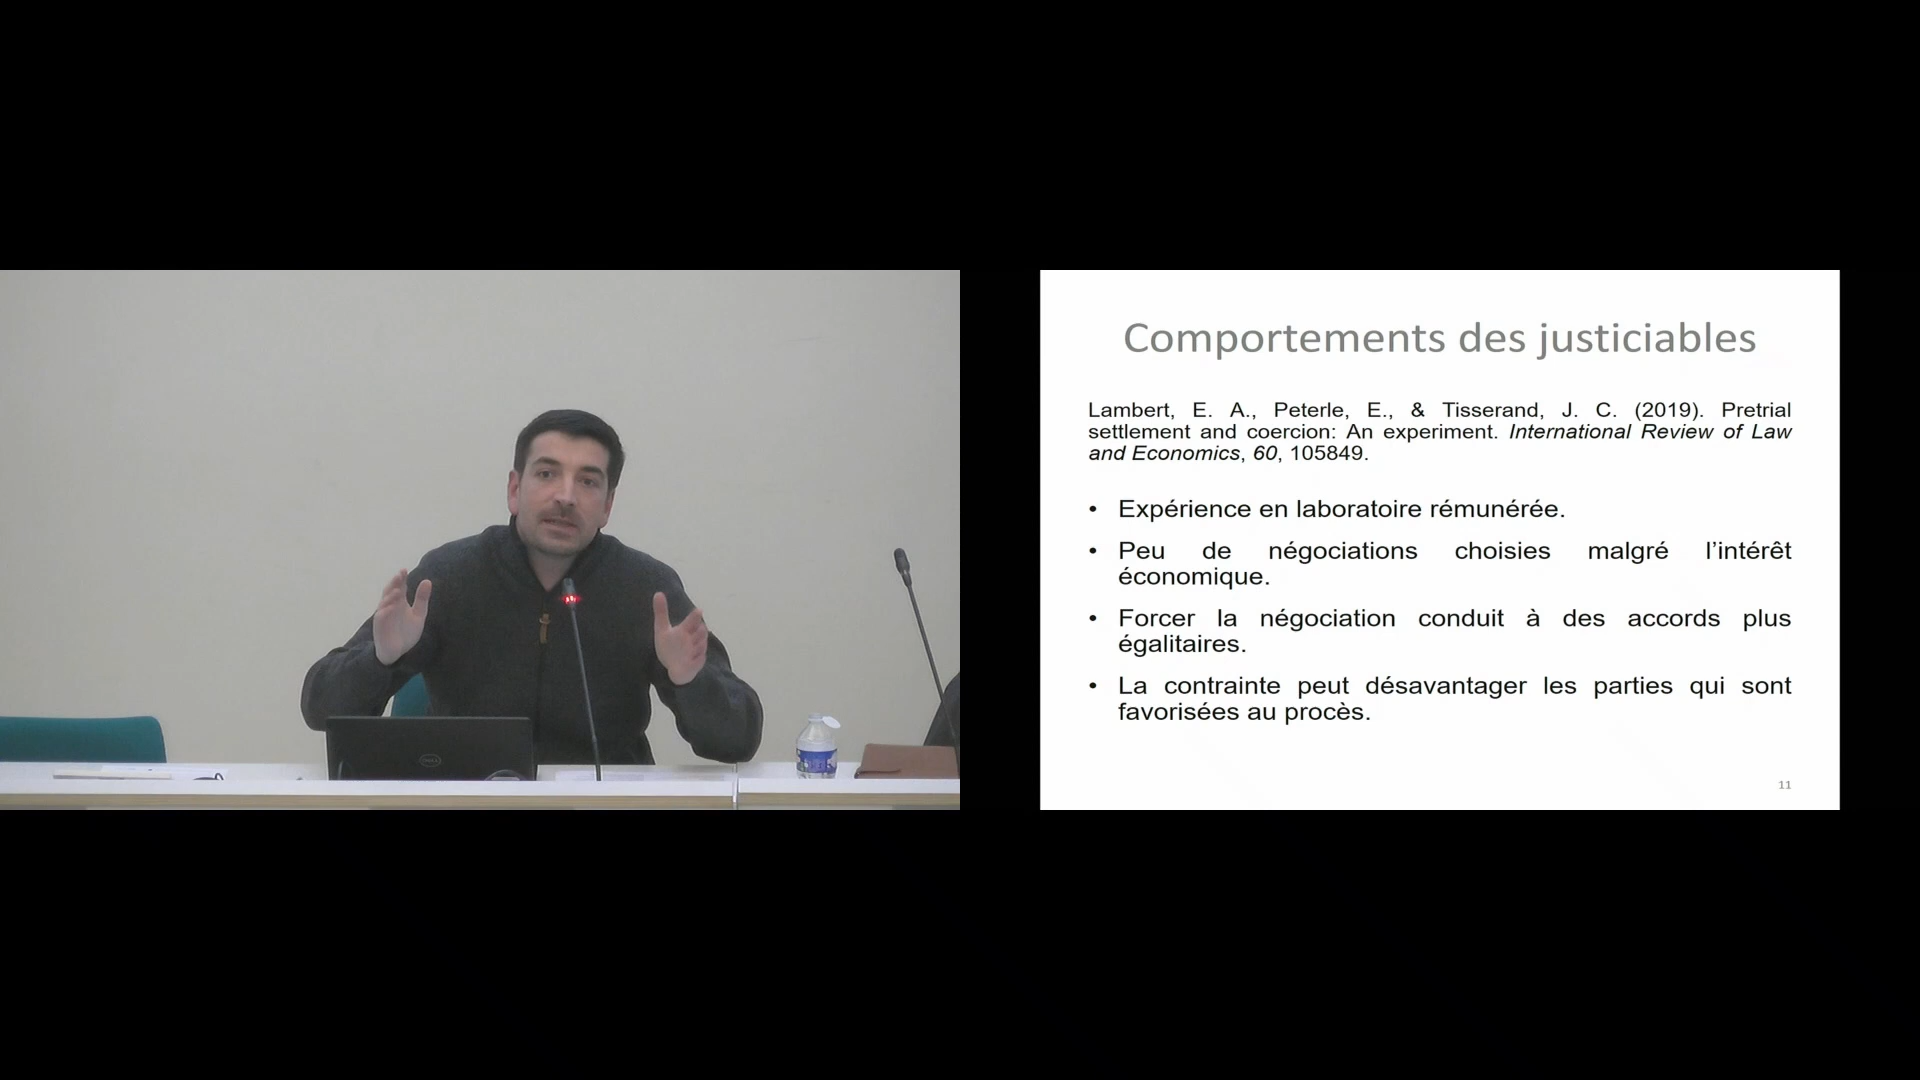 Comportements des justiciables
Lambert, E. A., Peterle, E., & Tisserand, J. C. (2019). Pretrial
settlement and coercion: An experiment. International Review of Law
and Economics, 60, 105849.
• Expérience en laboratoire rémunérée.
• Peu de négociations choisies malgré l’intérêt
économique.
• Forcer la négociation conduit à des accords plus
égalitaires.
• La contrainte peut désavantager les parties qui sont
favorisées au procès.
11
DELL